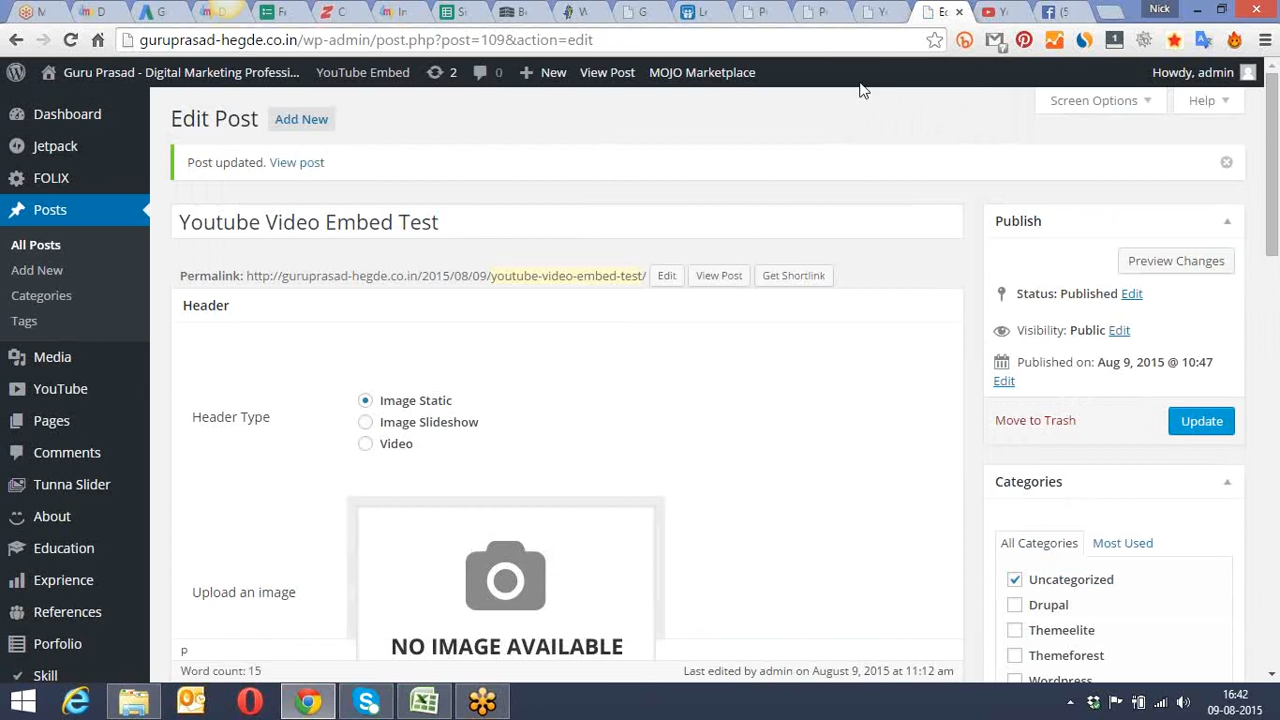 Nick
guruprasad-hegde.co.in/wp-admin/post.php?post=109&action=edit
Guru Prasad - Digital Marketing Professi... YouTube Embed 2 0 New View Post MOJO Marketplace Howdy, admin
Screen Options Help
Edit Post Add New
Post updated. View post
Youtube Video Embed Test
Permalink: http://guruprasad-hegde.co.in/2015/08/09/youtube-video-embed-test/ Edit View Post Get Shortlink
Header
Header Type
Image Static
Image Slideshow
Video
Upload an image
NO IMAGE AVAILABLE
p
Word count: 15 Last edited by admin on August 9, 2015 at 11:12 am
Dashboard
Jetpack
FOLIX
Posts
All Posts
Add New
Categories
Tags
Media
YouTube
Pages
Comments
Tunna Slider
About
Education
Exprience
References
Porfolio
Skill
Publish
Preview Changes
Status: Published Edit
Visibility: Public Edit
Published on: Aug 9, 2015 @ 10:47
Edit
Move to Trash Update
Categories
All Categories Most Used
Uncategorized
Drupal
Themeelite
Themeforest
Wordpress
16:42
09-08-2015